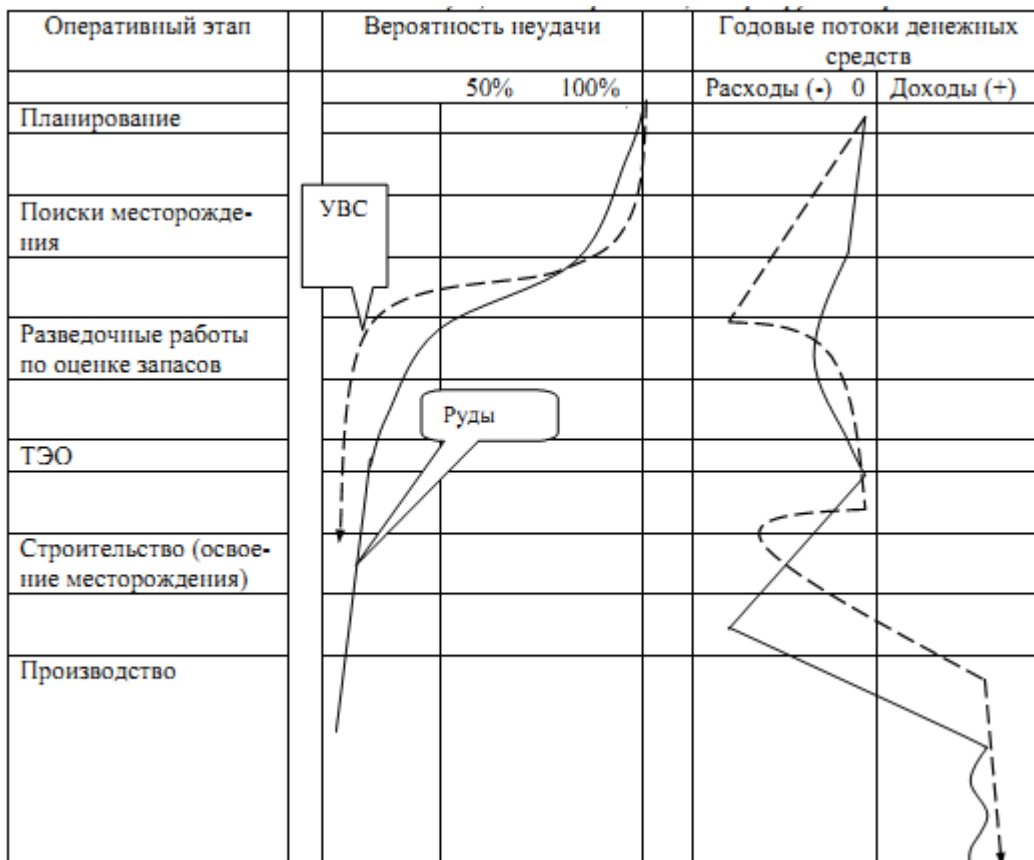 Оперативный этап
Вероятность неудачи
Годовые потоки денежных
средств
50% 100%
Расходы (-) 0 Доходы (+)
Планирование
Поиски месторожде-
ния
УВС
Разведочные работы
по оценке запасов
Руды
ТЭО
Строительство (освое-
ние месторождения)
Производство